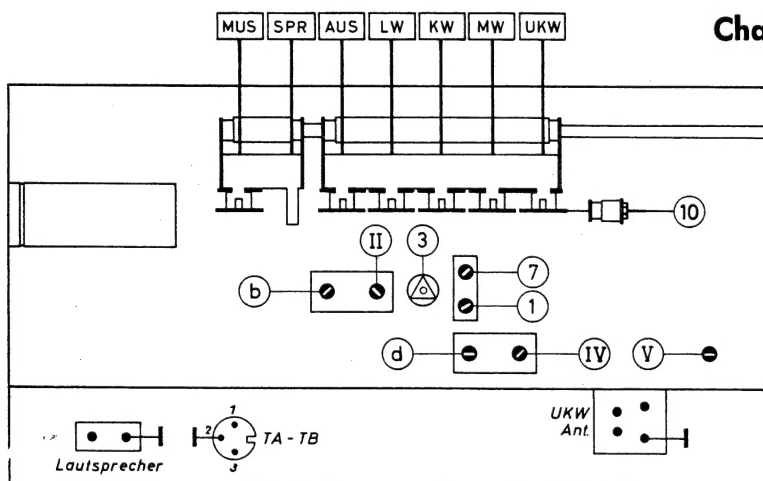 MUS SPR AUS LW KW MW UKW
Cha
10
II 3
b 7
1
d IV V
1
2 TA-TB
3
Lautsprecher
UKW
Ant.